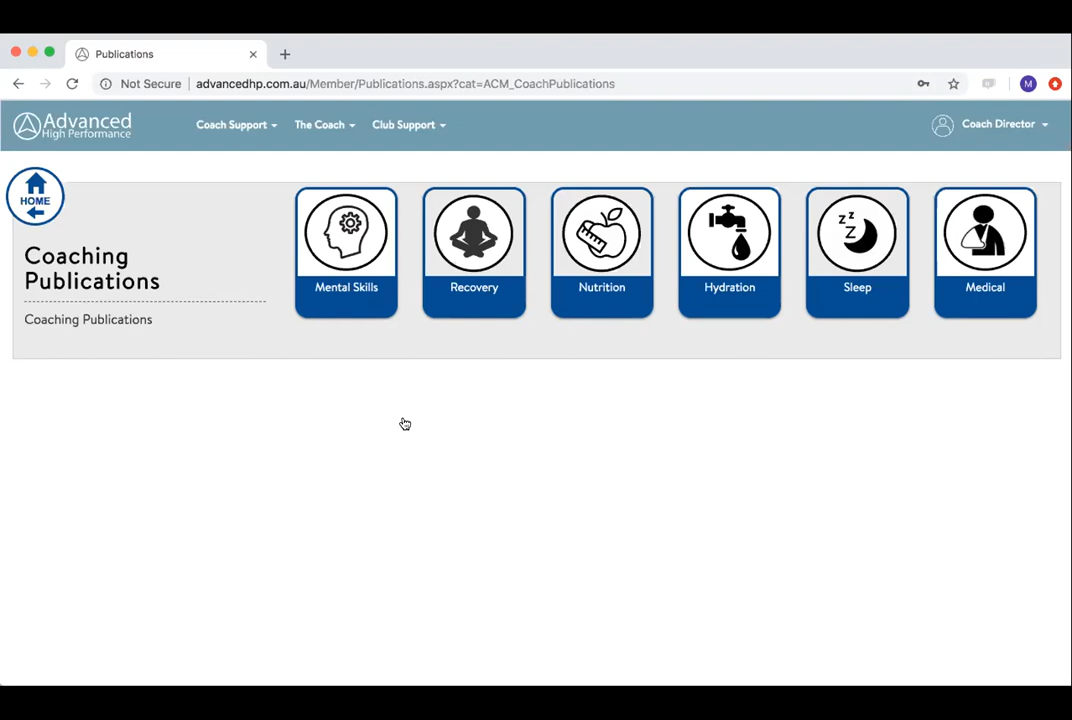 Publications
Not Secure
advancedhp.com.au/Member/Publications.aspx?cat=ACM_CoachPublications
M
Advanced
High Performance
Coach Support
The Coach
Club Support
Coach Director
HOME
Coaching
Publications
Coaching Publications
Mental Skills
Recovery
Nutrition
Hydration
z z
Z
Sleep
Medical